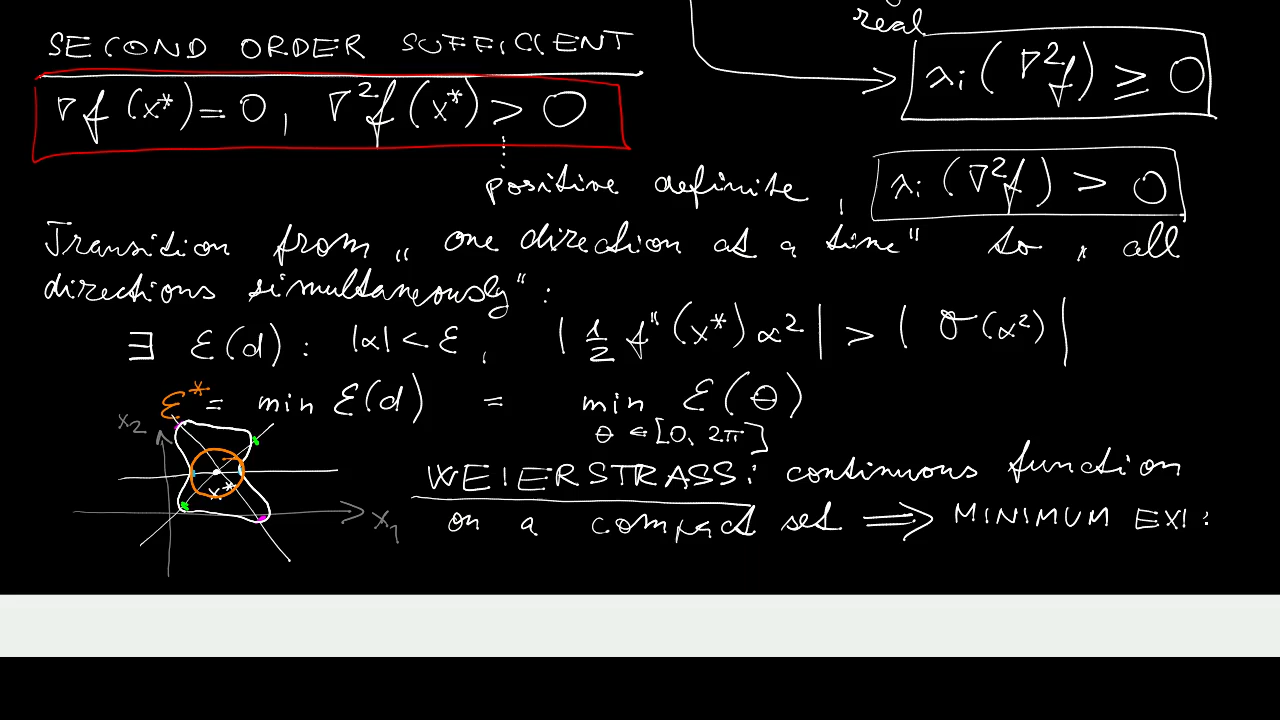 real
SECOND ORDER SUFFICIENT
λi (∇²f) ≥ 0
∇f (x*) = 0, ∇²f (x*) > 0
positive definite, λi (∇²f) > 0
Transition from „one direction at a time" to „all
directions simultaneously":
∃ ε(d): |α| < ε, | 1/2 f"(x*) α² | > | σ(α²) |
ε* = min ε(d) = min ε(θ)
θ ∈ [0, 2π]
x2
WEIERSTRASS: continuous function
x*
on a compact set ⟹ MINIMUM EXI
x1